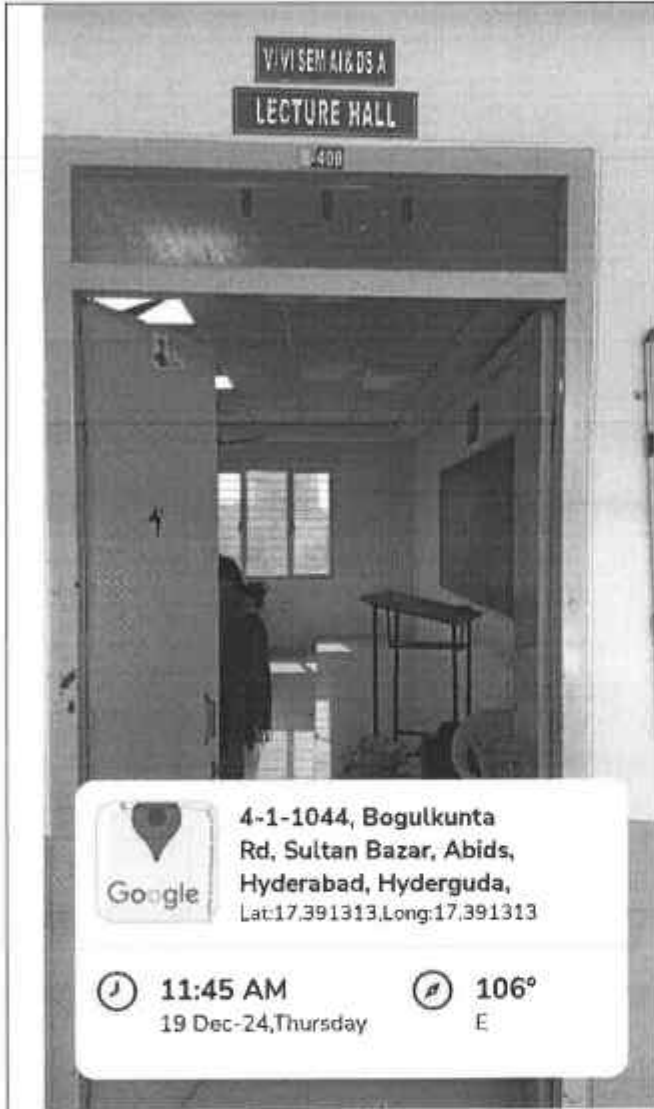 V/VI SEM AI & DS A
LECTURE HALL
Google
4-1-1044, Bogulkunta
Rd, Sultan Bazar, Abids,
Hyderabad, Hyderguda,
Lat:17.391313,Long:17.391313
11:45 AM
19 Dec-24,Thursday
106°
E